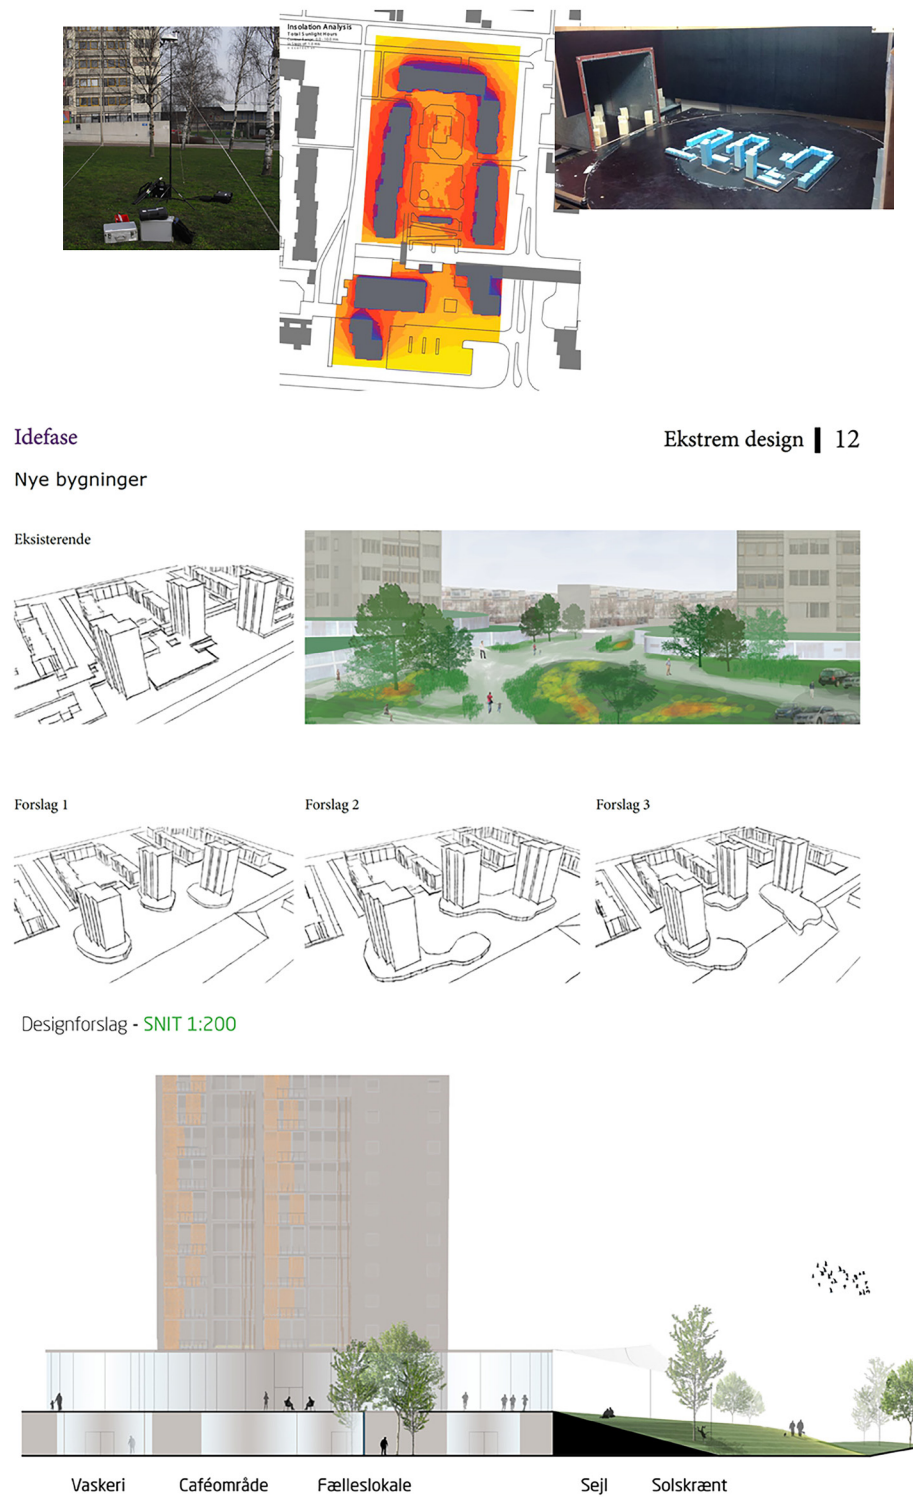 Insolation Analysis
Total Sunlight Hours
Idefase
Ekstrem design 12
Nye bygninger
Eksisterende
Forslag 1
Forslag 2
Forslag 3
Designforslag - SNIT 1:200
Vaskeri
Caféområde
Fælleslokale
Sejl
Solskrænt